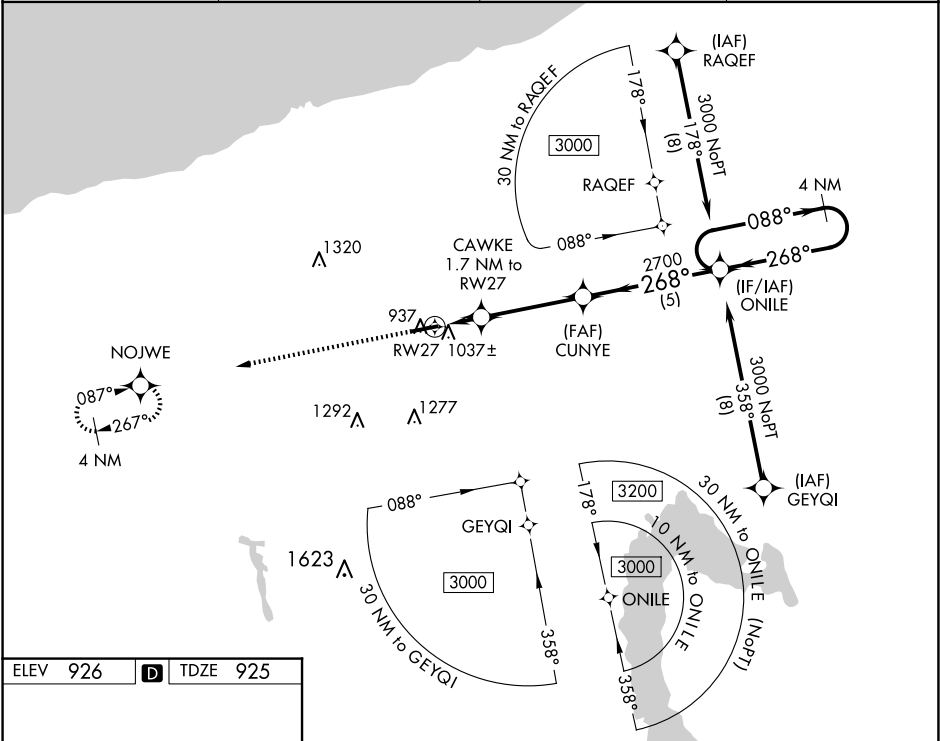 (IAF)
RAQEF
30 NM to RAQEF
178°
3000
RAQEF
088°
3000 NoPT
178°
(8)
4 NM
088°
268°
1320
CAWKE
1.7 NM to
RW27
2700
268°
(5)
(IF/IAF)
ONILE
937
RW27
1037±
(FAF)
CUNYE
NOJWE
087°
267°
4 NM
1292
1277
3000 NoPT
358°
(8)
(IAF)
GEYQI
088°
GEYQI
3000
358°
30 NM to GEYQI
1623
178°
3200
30 NM to ONILE (NoPT)
10 NM to ONILE
3000
ONILE
358°
ELEV 926 D TDZE 925